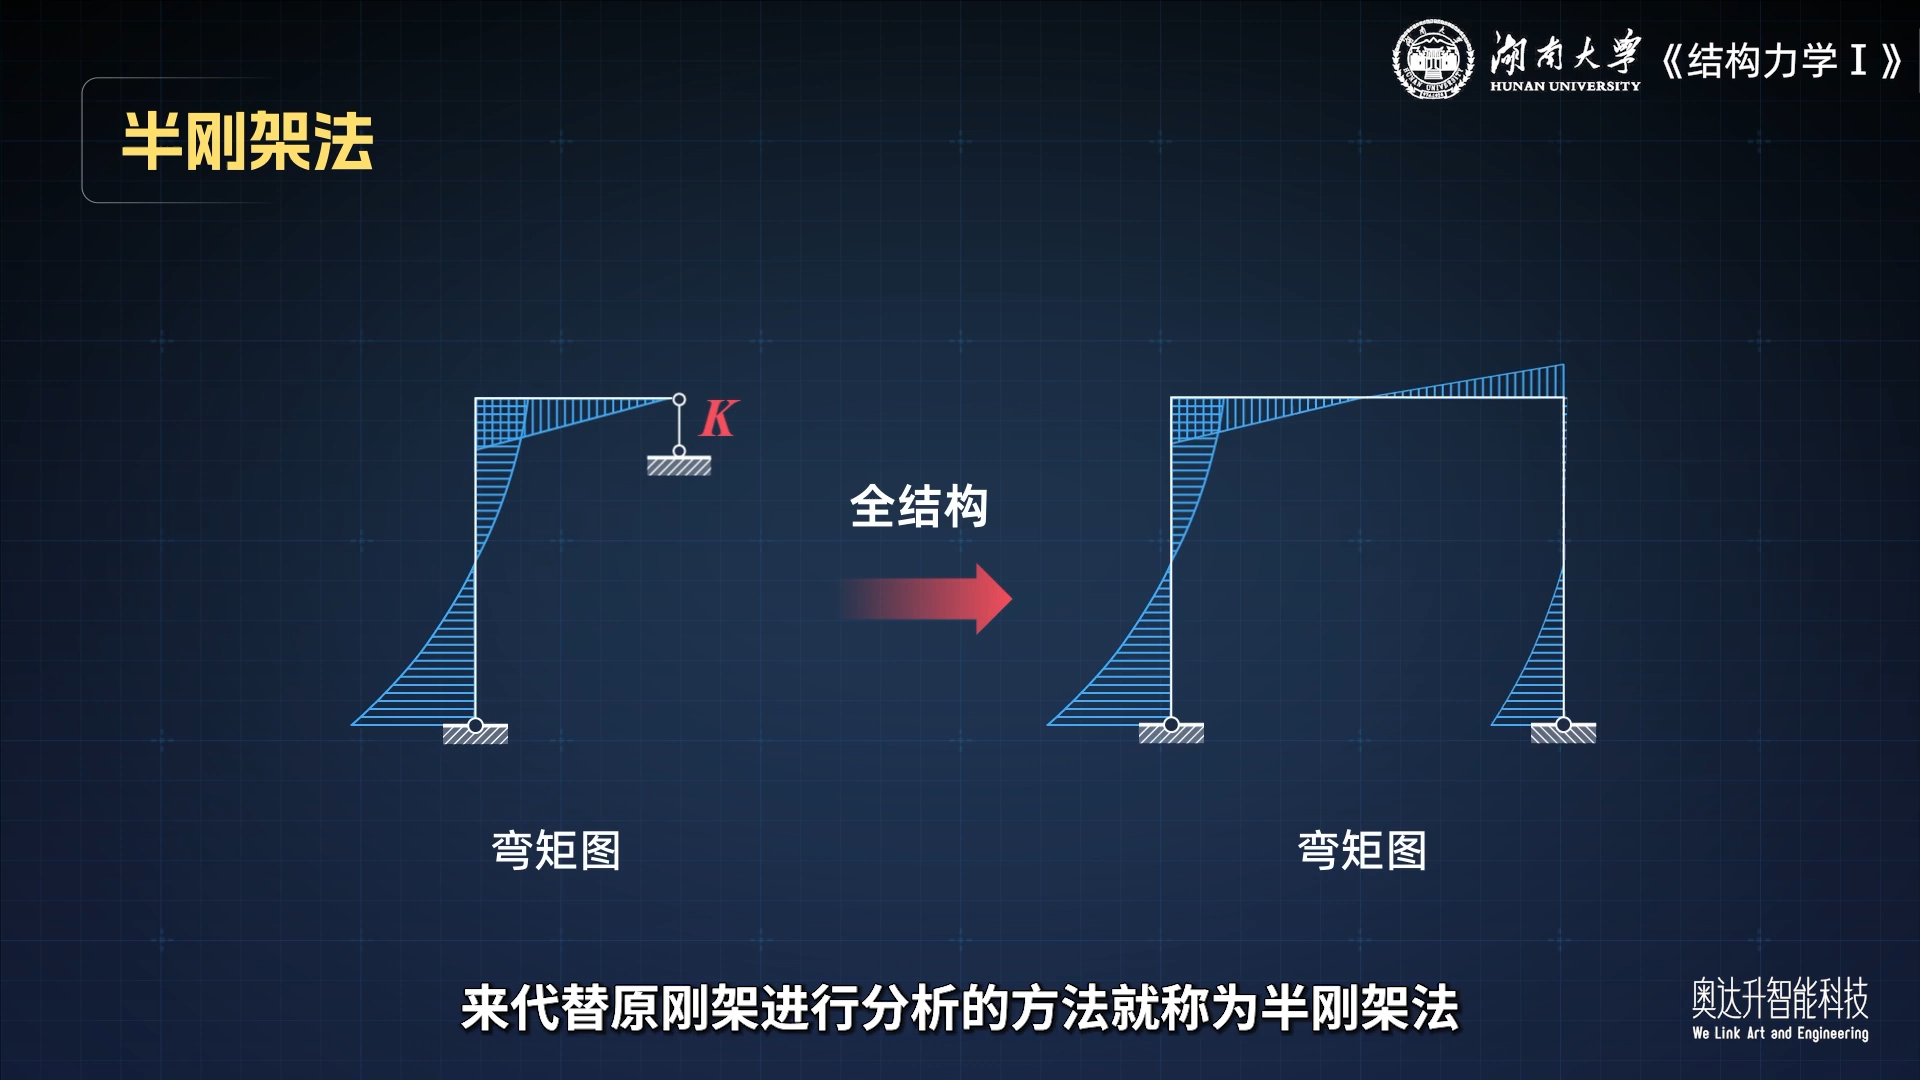 湖南大学
HUNAN UNIVERSITY
《结构力学 I 》
半刚架法
K
全结构
弯矩图
弯矩图
来代替原刚架进行分析的方法就称为半刚架法
奥达升智能科技
We Link Art and Engineering